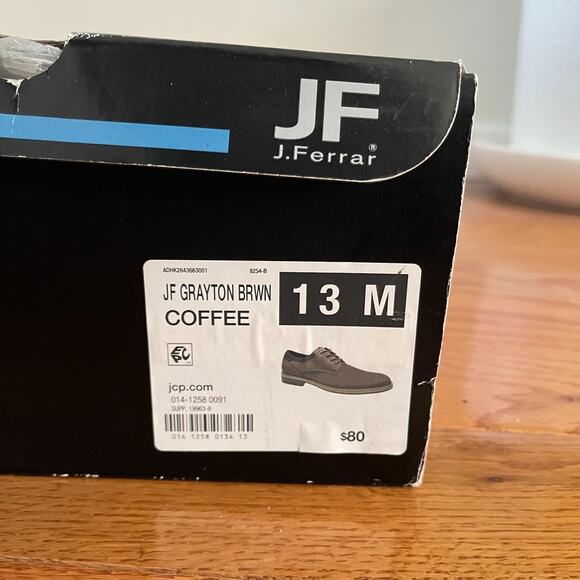 JF
J.Ferrar®
ADHK2643663001 8254-B
JF GRAYTON BRWN
13 M
COFFEE
jcp.com
014-1258 0091
SUPP. 19963-8
014 1258 0134 13
$80